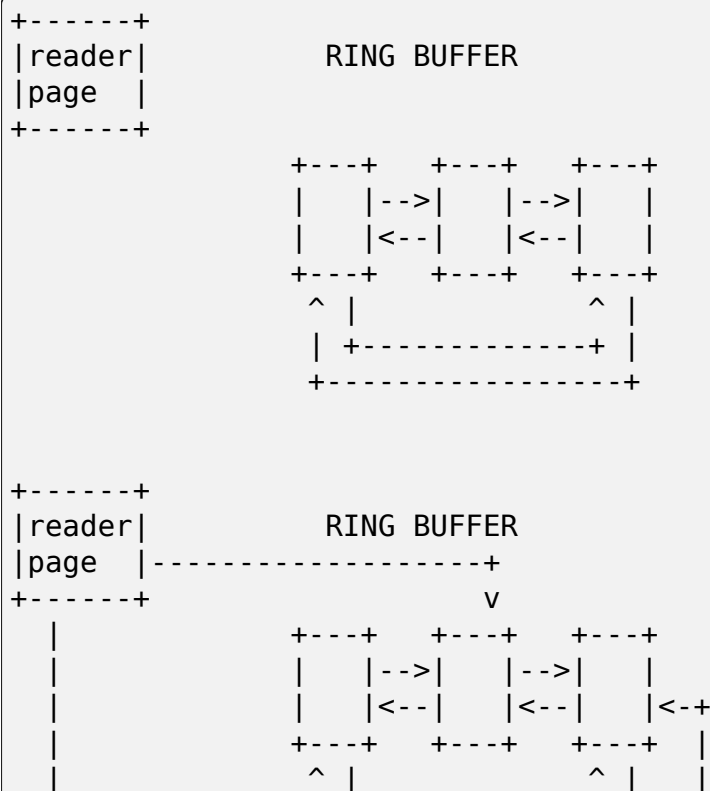 +------+
|reader|          RING BUFFER
|page  |
+------+
                +---+   +---+   +---+
                |   |-->|   |-->|   |
                |   |<--|   |<--|   |
                +---+   +---+   +---+
                 ^ |             ^ |
                 | +-------------+ |
                 +-----------------+
+------+
|reader|          RING BUFFER
|page  |-------------------+
+------+                   v
  |             +---+   +---+   +---+
  |             |   |-->|   |-->|   |
  |             |   |<--|   |<--|   |<-+
  |             +---+   +---+   +---+  |
  |              ^ |             ^ |   |